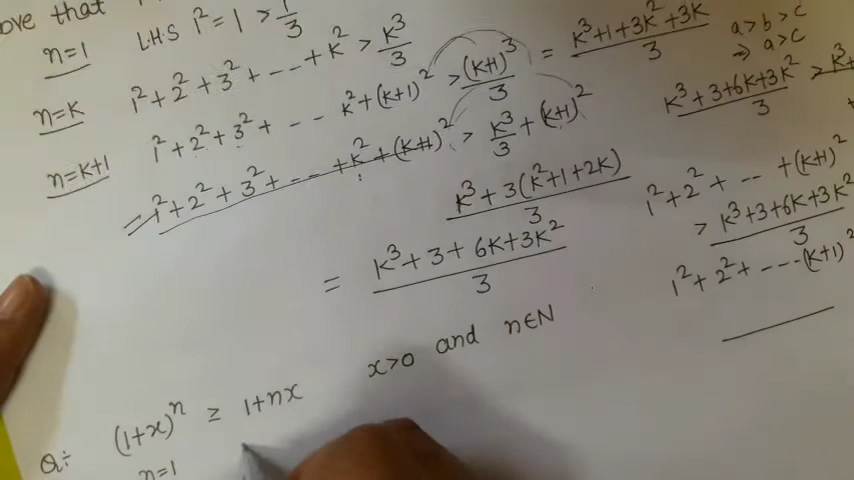 ove that
n=1 L.H.S 1² = 1 > 1/3
n=k 1²+2²+3²+ - - - +k² > k³/3
1²+2²+3²+ - - - k²+(k+1)² > (k+1)³/3 = k³+1+3k²+3k/3
a > b > c
⇒ a > c
n=k+1 1²+2²+3²+ - - - +k²+(k+1)² > k³/3 + (k+1)²
k³+3(k²+1+2k)/3
= k³+3+6k+3k²/3
k³+3+6k+3k²/3 > k³+
1²+2²+ - - - +(k+1)²
> k³+3+6k+3k²/3
1²+2²+ - - - -(k+1)²
Q:- (1+x)ⁿ ≥ 1+nx x>0 and n∈N
n=1